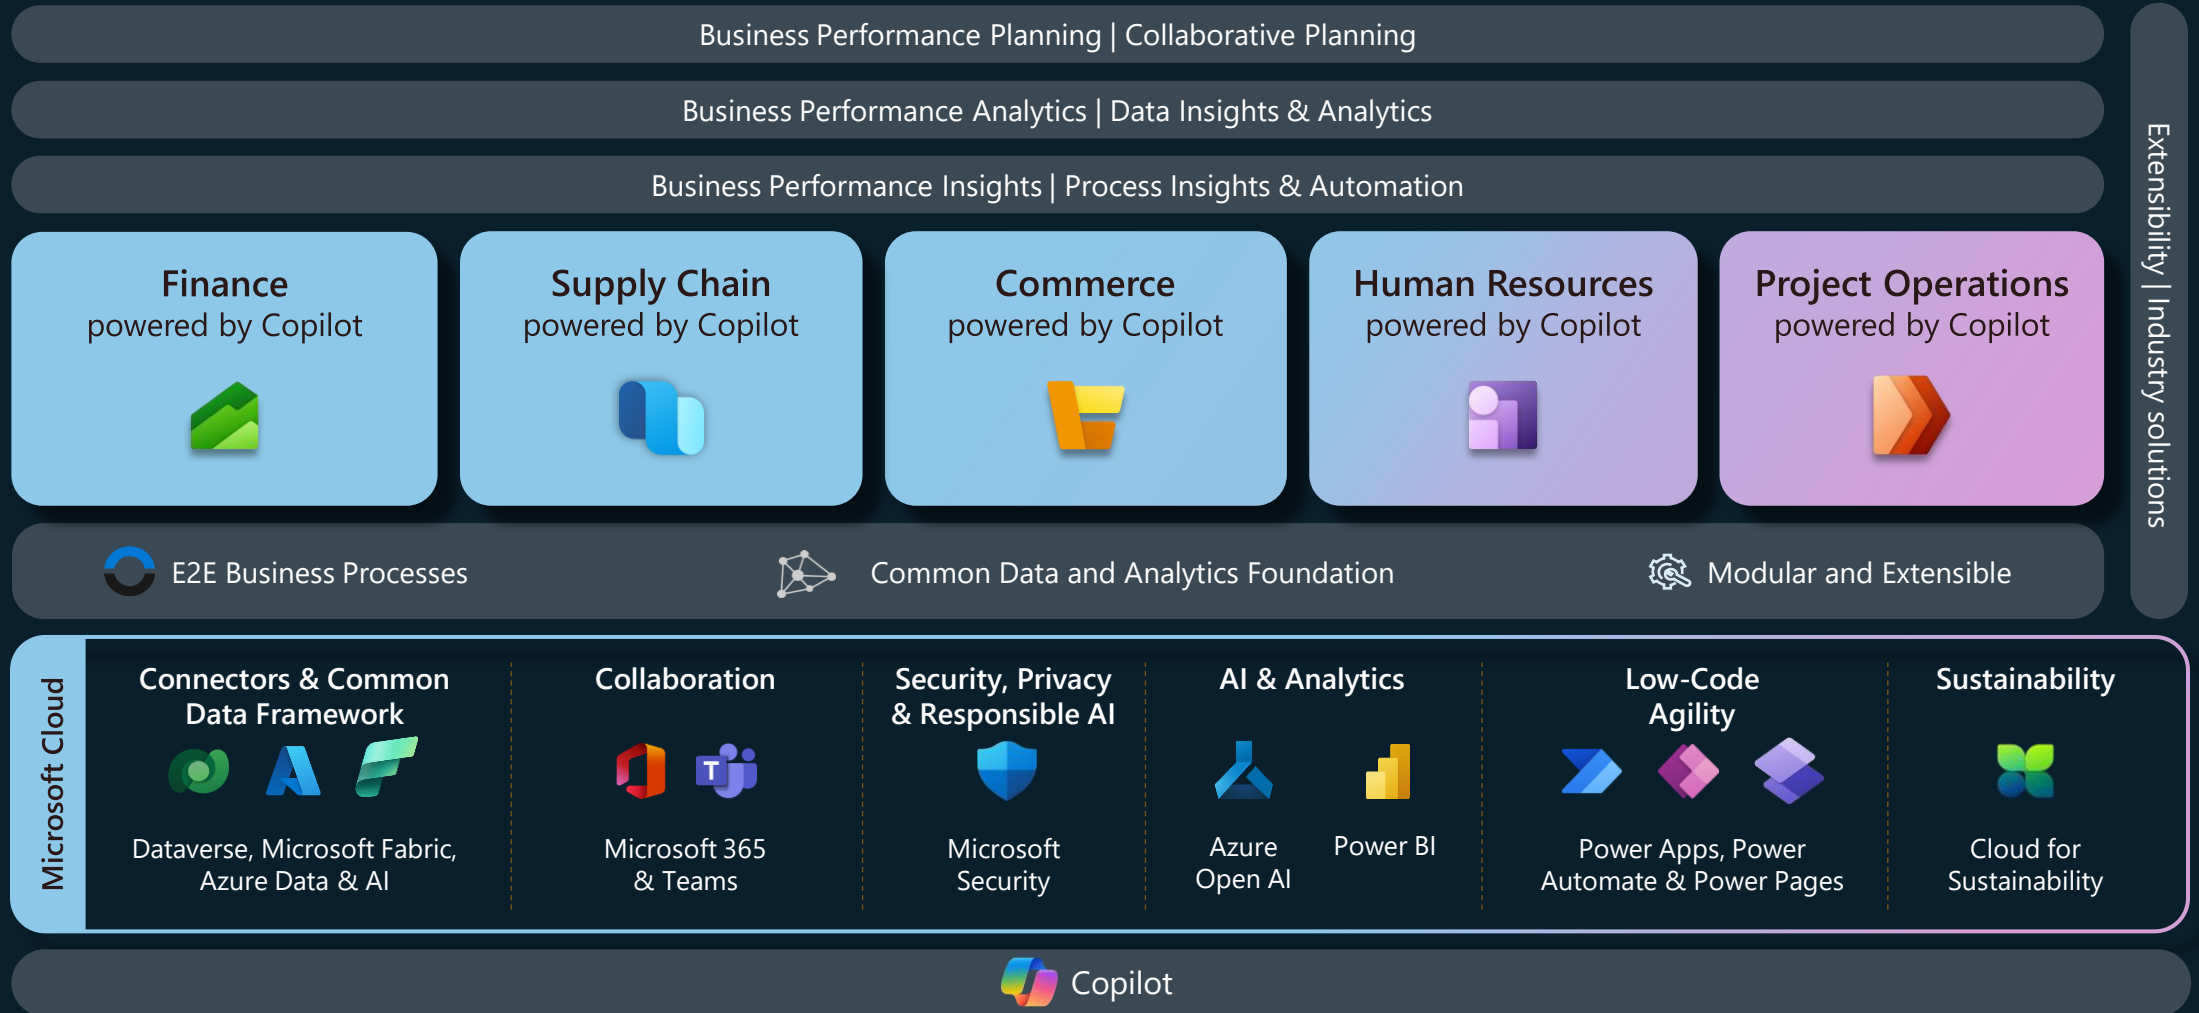 Business Performance Planning | Collaborative Planning
Business Performance Analytics | Data Insights & Analytics
Business Performance Insights | Process Insights & Automation
Extensibility | Industry solutions
Finance
powered by Copilot
Supply Chain
powered by Copilot
Commerce
powered by Copilot
Human Resources
powered by Copilot
Project Operations
powered by Copilot
E2E Business Processes
Common Data and Analytics Foundation
Modular and Extensible
Microsoft Cloud
Connectors & Common
Data Framework
Dataverse, Microsoft Fabric,
Azure Data & AI
Collaboration
T
Microsoft 365
& Teams
Security, Privacy
& Responsible AI
Microsoft
Security
AI & Analytics
Azure
Open AI
Power BI
Low-Code
Agility
Power Apps, Power
Automate & Power Pages
Sustainability
Cloud for
Sustainability
Copilot